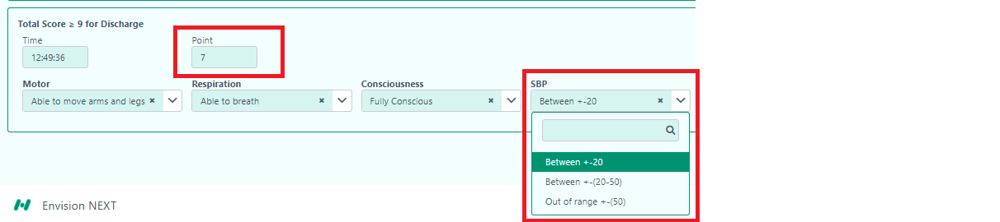 Total Score ≥ 9 for Discharge
Time Point
12:49:36 7
Motor Respiration Consciousness SBP
Able to move arms and legs Able to breath Fully Conscious Between +-20
Between +-20
Between +-(20-50)
Out of range +-(50)
Envision NEXT